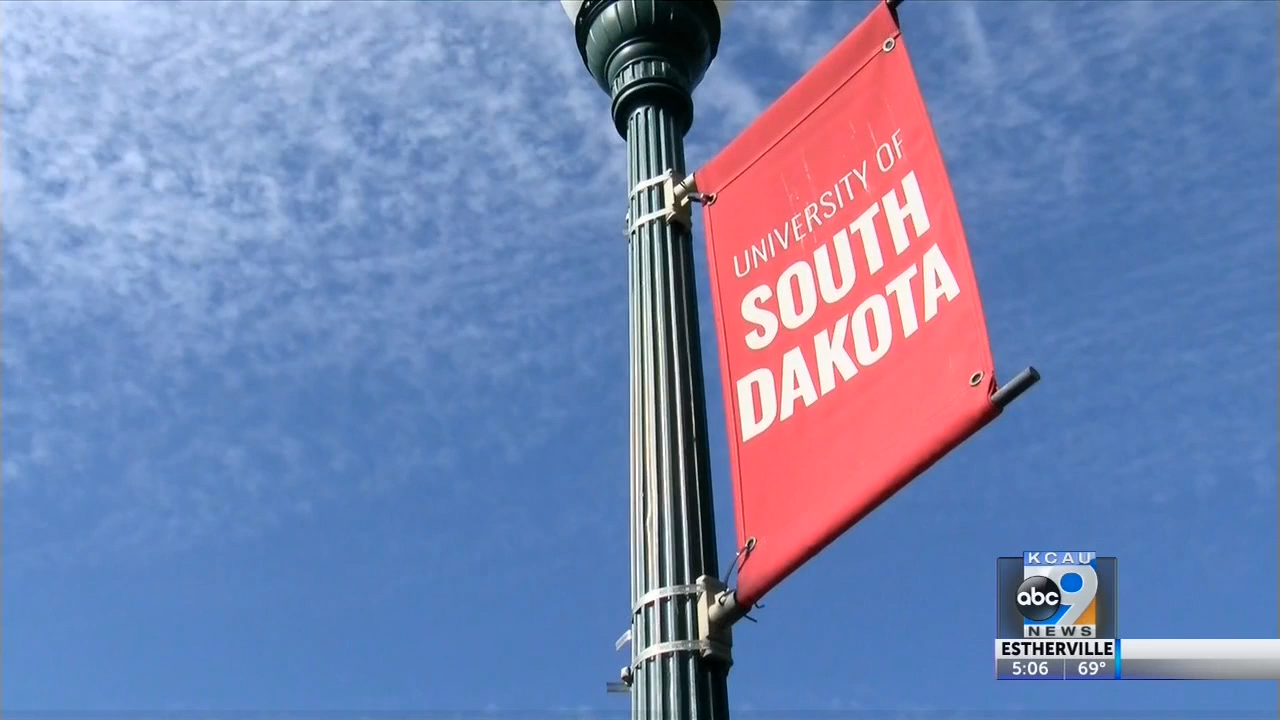 UNIVERSITY OF
SOUTH
DAKOTA
KCAU
abc 9
NEWS
ESTHERVILLE
5:06 69°